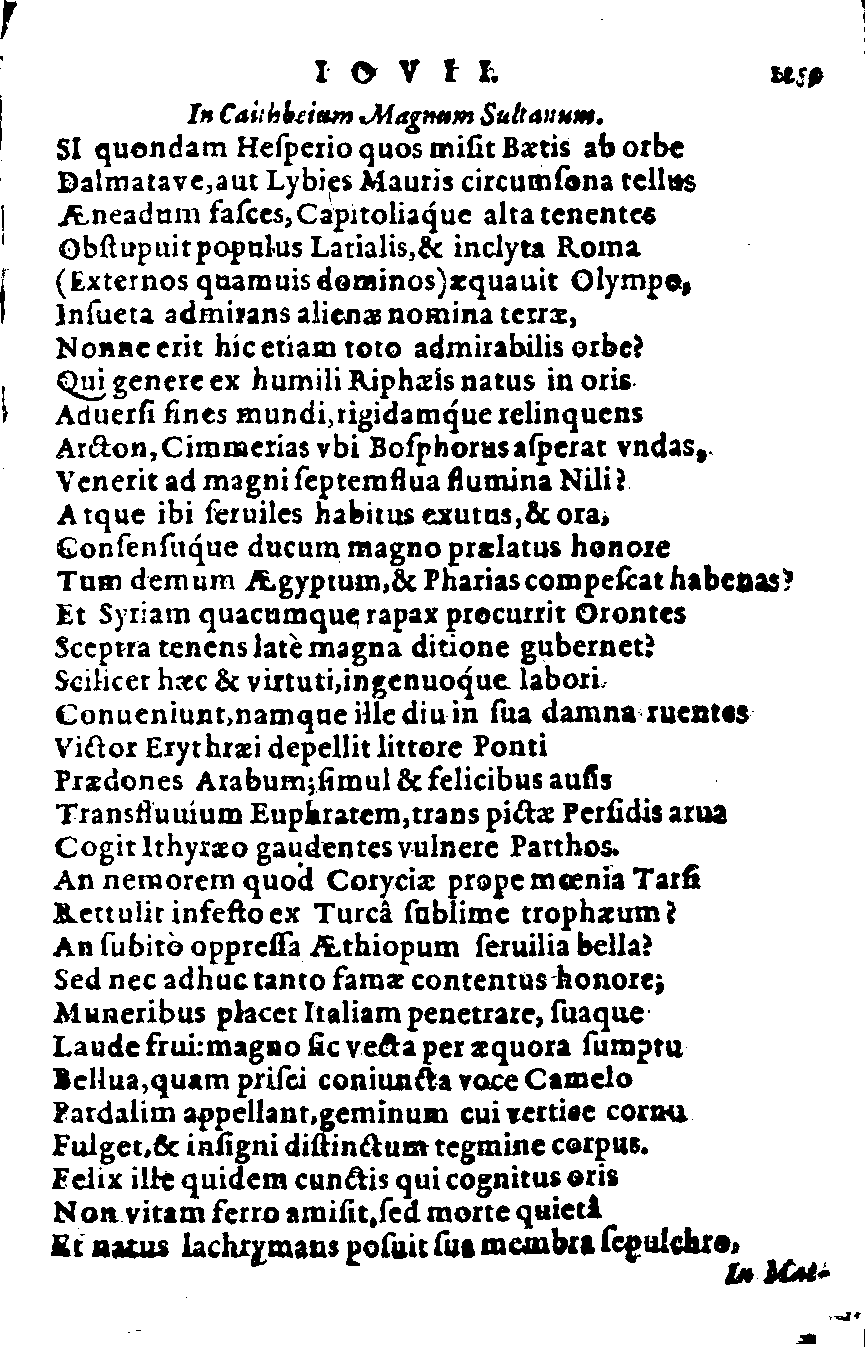 I O V I I.
In Caithbeium Magnum Sultanum.
SI quondam Heſperio quos miſit Bætis ab orbe
Dalmatave, aut Lybies Mauris circumſona tellus
Æneadum faſces, Capitoliaq́ue alta tenentes
Obſtupuit populus Latialis, & inclyta Roma
(Externos quamuis dominos) æquauit Olympo,
Inſueta admirans alienæ nomina terræ,
Nonne erit hic etiam toto admirabilis orbe?
Qui genere ex humili Riphæis natus in oris
Aduerſi fines mundi, rigidamq́ue relinquens
Arcton, Cimmerias vbi Boſphorus aſperat vndas,
Venerit ad magni ſeptemflua flumina Nili?
Atque ibi ſeruiles habitus exutus, & ora,
Conſenſuq́ue ducum magno prælatus honore
Tum demum Ægyptum, & Pharias compeſcat habenas?
Et Syriam quacumque rapax procurrit Orontes
Sceptra tenens latè magna ditione gubernet?
Scilicet hæc & virtuti, ingenuoq́ue labori
Conueniunt, namque ille diu in ſua damna ruentes
Victor Erythræi depellit littore Ponti
Prædones Arabum; ſimul & felicibus auſis
Transfluuium Euphratem, trans pictæ Perſidis arua
Cogit Ithyræo gaudentes vulnere Parthos.
An nemorem quod Coryciæ prope mœnia Tarſi
Rettulit infeſto ex Turcâ ſublime trophæum?
An ſubitò oppreſſa Æthiopum ſeruilia bella?
Sed nec adhuc tanto famæ contentus honore;
Muneribus placet Italiam penetrare, ſuaque
Laude frui: magno ſic vecta per æquora ſumptu
Bellua, quam priſci coniuncta voce Camelo
Pardalim appellant, geminum cui vertice cornu
Fulget, & inſigni diſtinctum tegmine corpus.
Felix ille quidem cunctis qui cognitus oris
Non vitam ferro amiſit, ſed morte quietâ
Et natus lachrymans poſuit ſua membra ſepulchro,
In Mat-